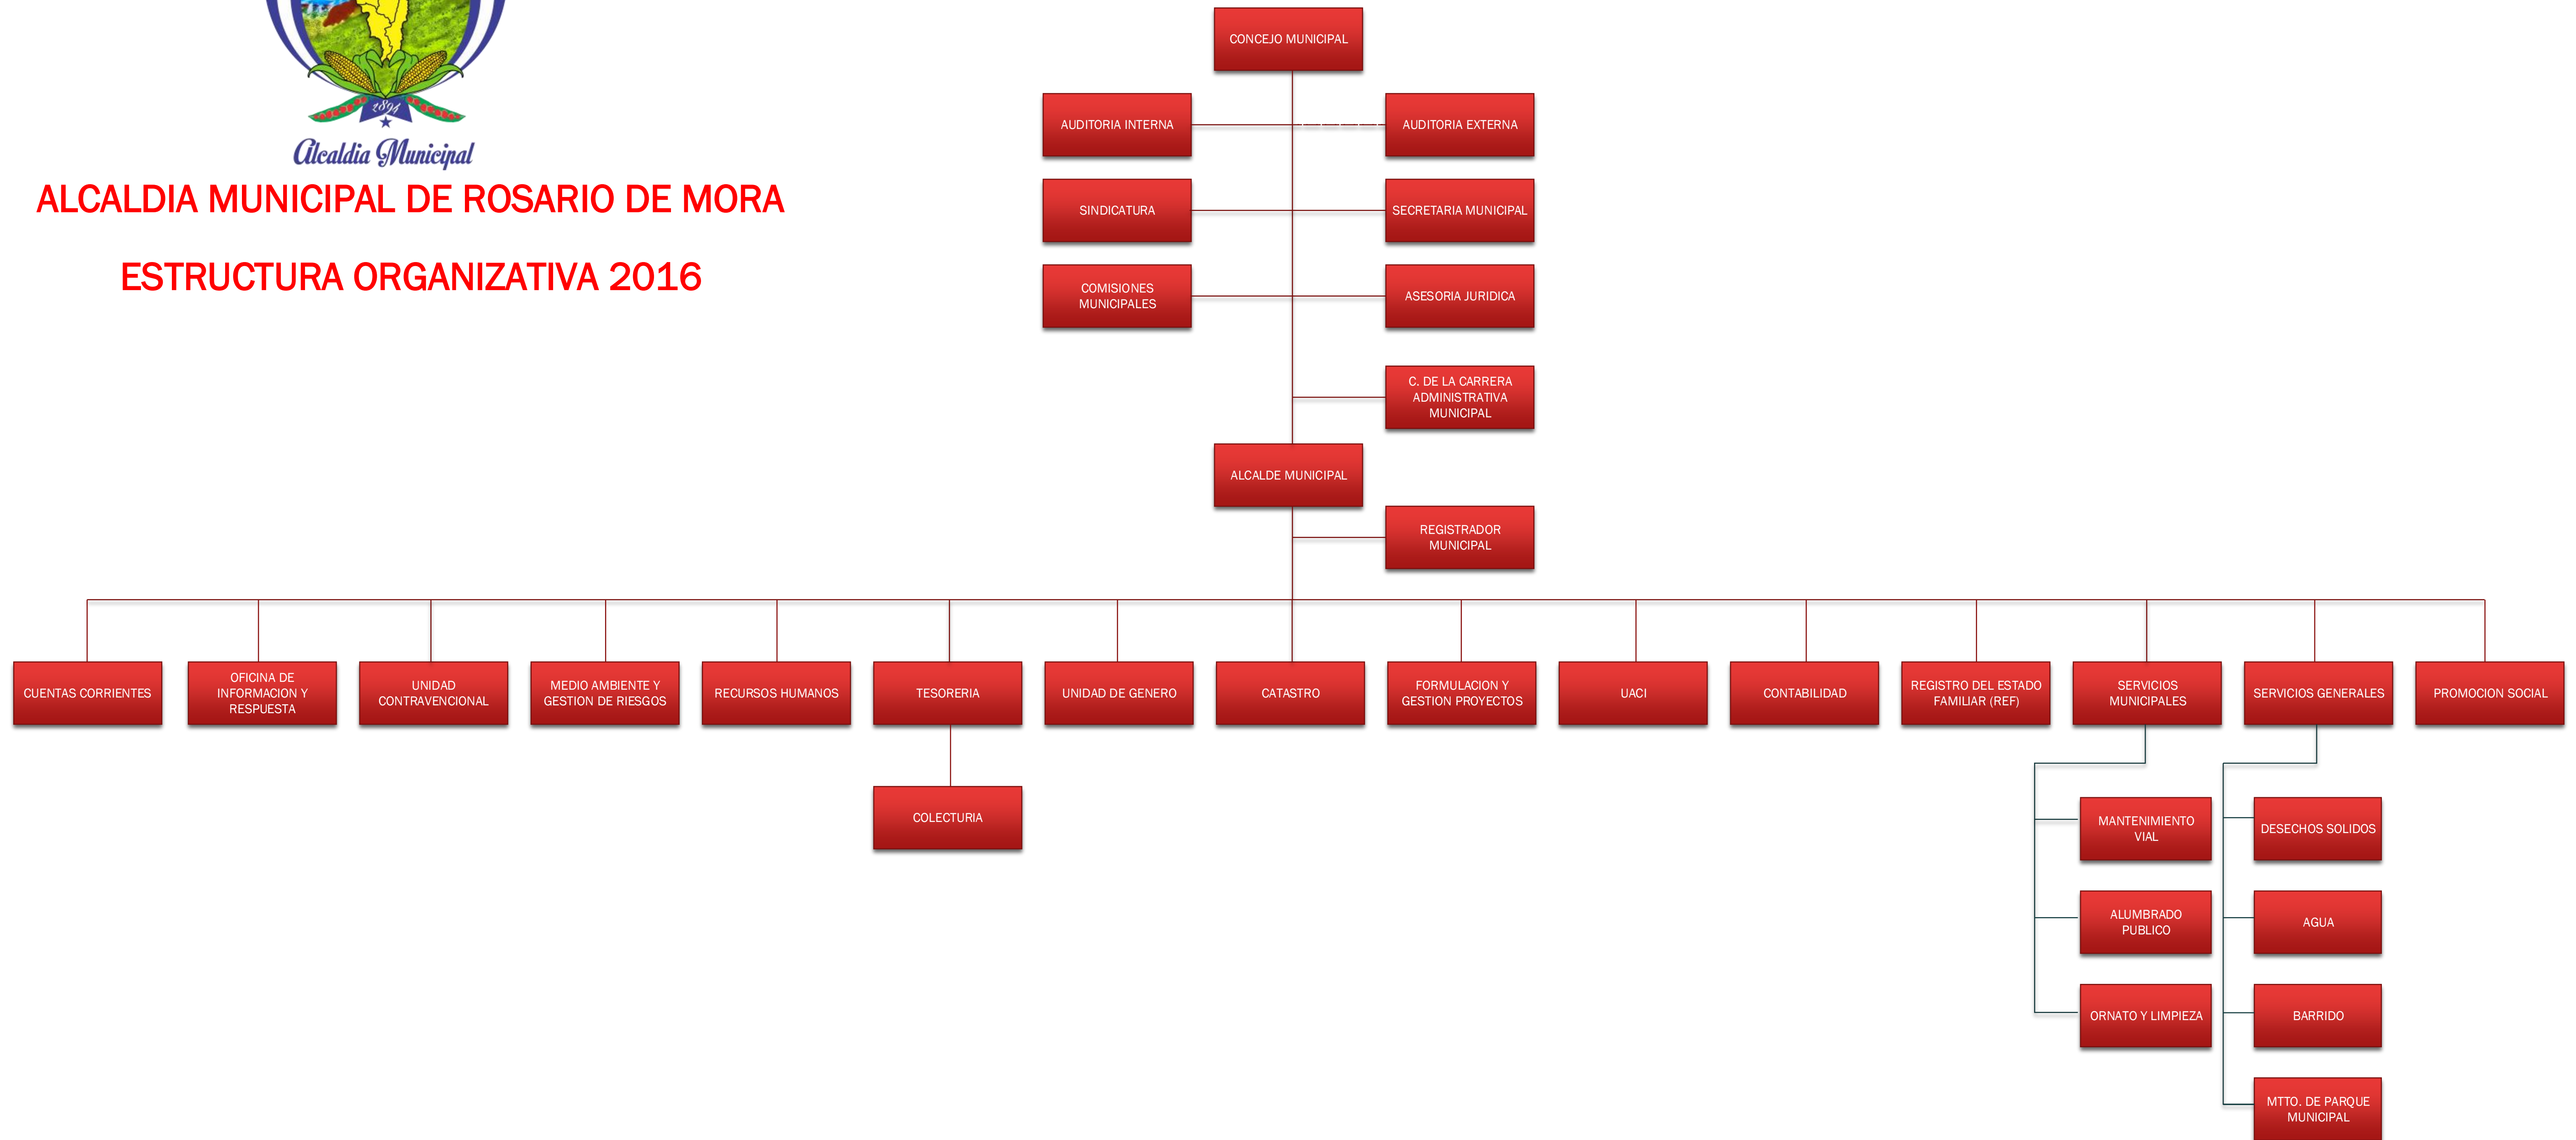 1894
Alcaldia Municipal
ALCALDIA MUNICIPAL DE ROSARIO DE MORA
ESTRUCTURA ORGANIZATIVA 2016
CONCEJO MUNICIPAL
AUDITORIA INTERNA
AUDITORIA EXTERNA
SINDICATURA
SECRETARIA MUNICIPAL
COMISIONES
MUNICIPALES
ASESORIA JURIDICA
C. DE LA CARRERA
ADMINISTRATIVA
MUNICIPAL
ALCALDE MUNICIPAL
REGISTRADOR
MUNICIPAL
CUENTAS CORRIENTES
OFICINA DE
INFORMACION Y
RESPUESTA
UNIDAD
CONTRAVENCIONAL
MEDIO AMBIENTE Y
GESTION DE RIESGOS
RECURSOS HUMANOS
TESORERIA
UNIDAD DE GENERO
CATASTRO
FORMULACION Y
GESTION PROYECTOS
UACI
CONTABILIDAD
REGISTRO DEL ESTADO
FAMILIAR (REF)
SERVICIOS
MUNICIPALES
SERVICIOS GENERALES
PROMOCION SOCIAL
COLECTURIA
MANTENIMIENTO
VIAL
DESECHOS SOLIDOS
ALUMBRADO
PUBLICO
AGUA
ORNATO Y LIMPIEZA
BARRIDO
MTTO. DE PARQUE
MUNICIPAL